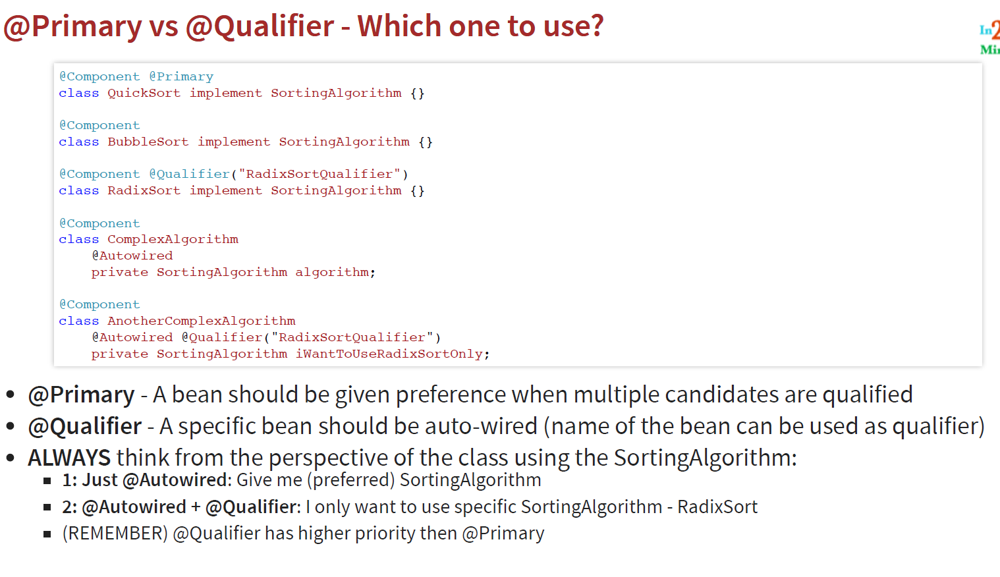 @Primary vs @Qualifier - Which one to use?
In
@Component @Primary
class QuickSort implement SortingAlgorithm {}
@Component
class BubbleSort implement SortingAlgorithm {}
@Component @Qualifier("RadixSortQualifier")
class RadixSort implement SortingAlgorithm {}
@Component
class ComplexAlgorithm
@Autowired
private SortingAlgorithm algorithm;
@Component
class AnotherComplexAlgorithm
@Autowired @Qualifier("RadixSortQualifier")
private SortingAlgorithm iWantToUseRadixSortOnly;
• @Primary - A bean should be given preference when multiple candidates are qualified
• @Qualifier - A specific bean should be auto-wired (name of the bean can be used as qualifier)
• ALWAYS think from the perspective of the class using the SortingAlgorithm:
▪ 1: Just @Autowired: Give me (preferred) SortingAlgorithm
▪ 2: @Autowired + @Qualifier: I only want to use specific SortingAlgorithm - RadixSort
▪ (REMEMBER) @Qualifier has higher priority then @Primary